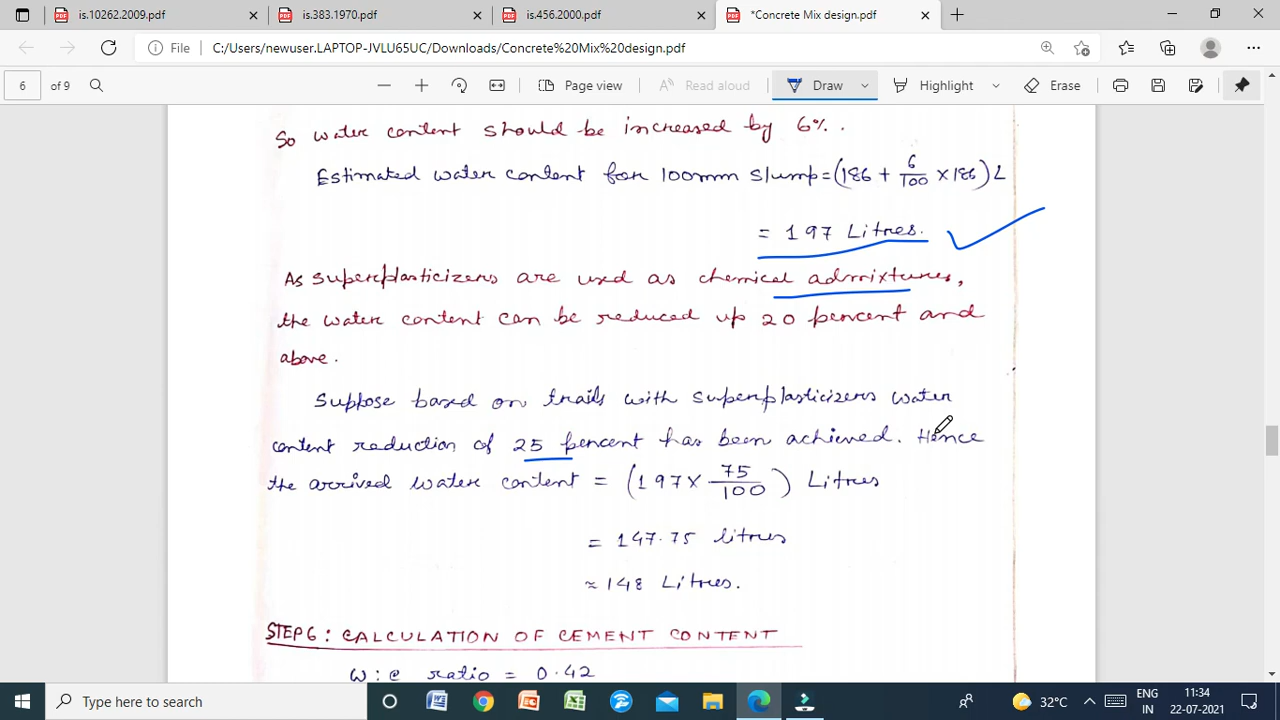 is.10262.2009.pdf
is.383.1970.pdf
is.456.2000.pdf
*Concrete Mix design.pdf
File
C:/Users/newuser.LAPTOP-JVLU65UC/Downloads/Concrete%20Mix%20design.pdf
6 of 9
Page view
Read aloud
Draw
Highlight
Erase
So water content should be increased by 6%.
Estimated water content for 100mm slump = (186 + 6/100 × 186) L
= 197 Litres.
As superplasticizers are used as chemical admixtures,
the water content can be reduced up 20 percent and
above.
Suppose based on trails with superplasticizers water
content reduction of 25 percent has been achieved. Hence
the arrived water content = (197 × 75/100) Litres
= 147.75 litres
≈ 148 Litres.
STEP6: CALCULATION OF CEMENT CONTENT
W:C ratio = 0.42
Type here to search
32°C
ENG
IN
11:34
22-07-2021